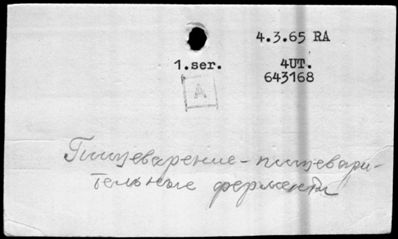 4.3.65 RA
1.ser. 4UT.
643168
A
Пищеварение - пищевари-
тельные ферменты